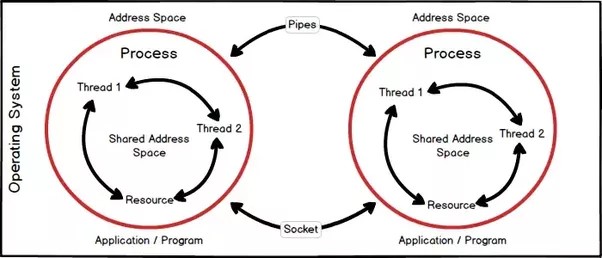 Operating System
Address Space
Process
Thread 1
Thread 2
Shared Address
Space
Resource
Application / Program
Pipes
Socket
Address Space
Process
Thread 1
Thread 2
Shared Address
Space
Resource
Application / Program